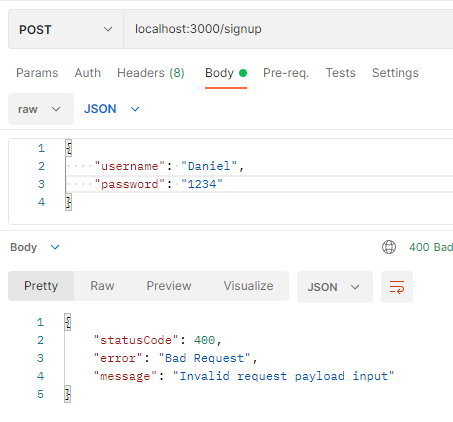 POST localhost:3000/signup
Params Auth Headers (8) Body Pre-req. Tests Settings
raw JSON
1 {
2 "username": "Daniel",
3 "password": "1234"
4 }
Body 400 Bad
Pretty Raw Preview Visualize JSON
1 {
2 "statusCode": 400,
3 "error": "Bad Request",
4 "message": "Invalid request payload input"
5 }